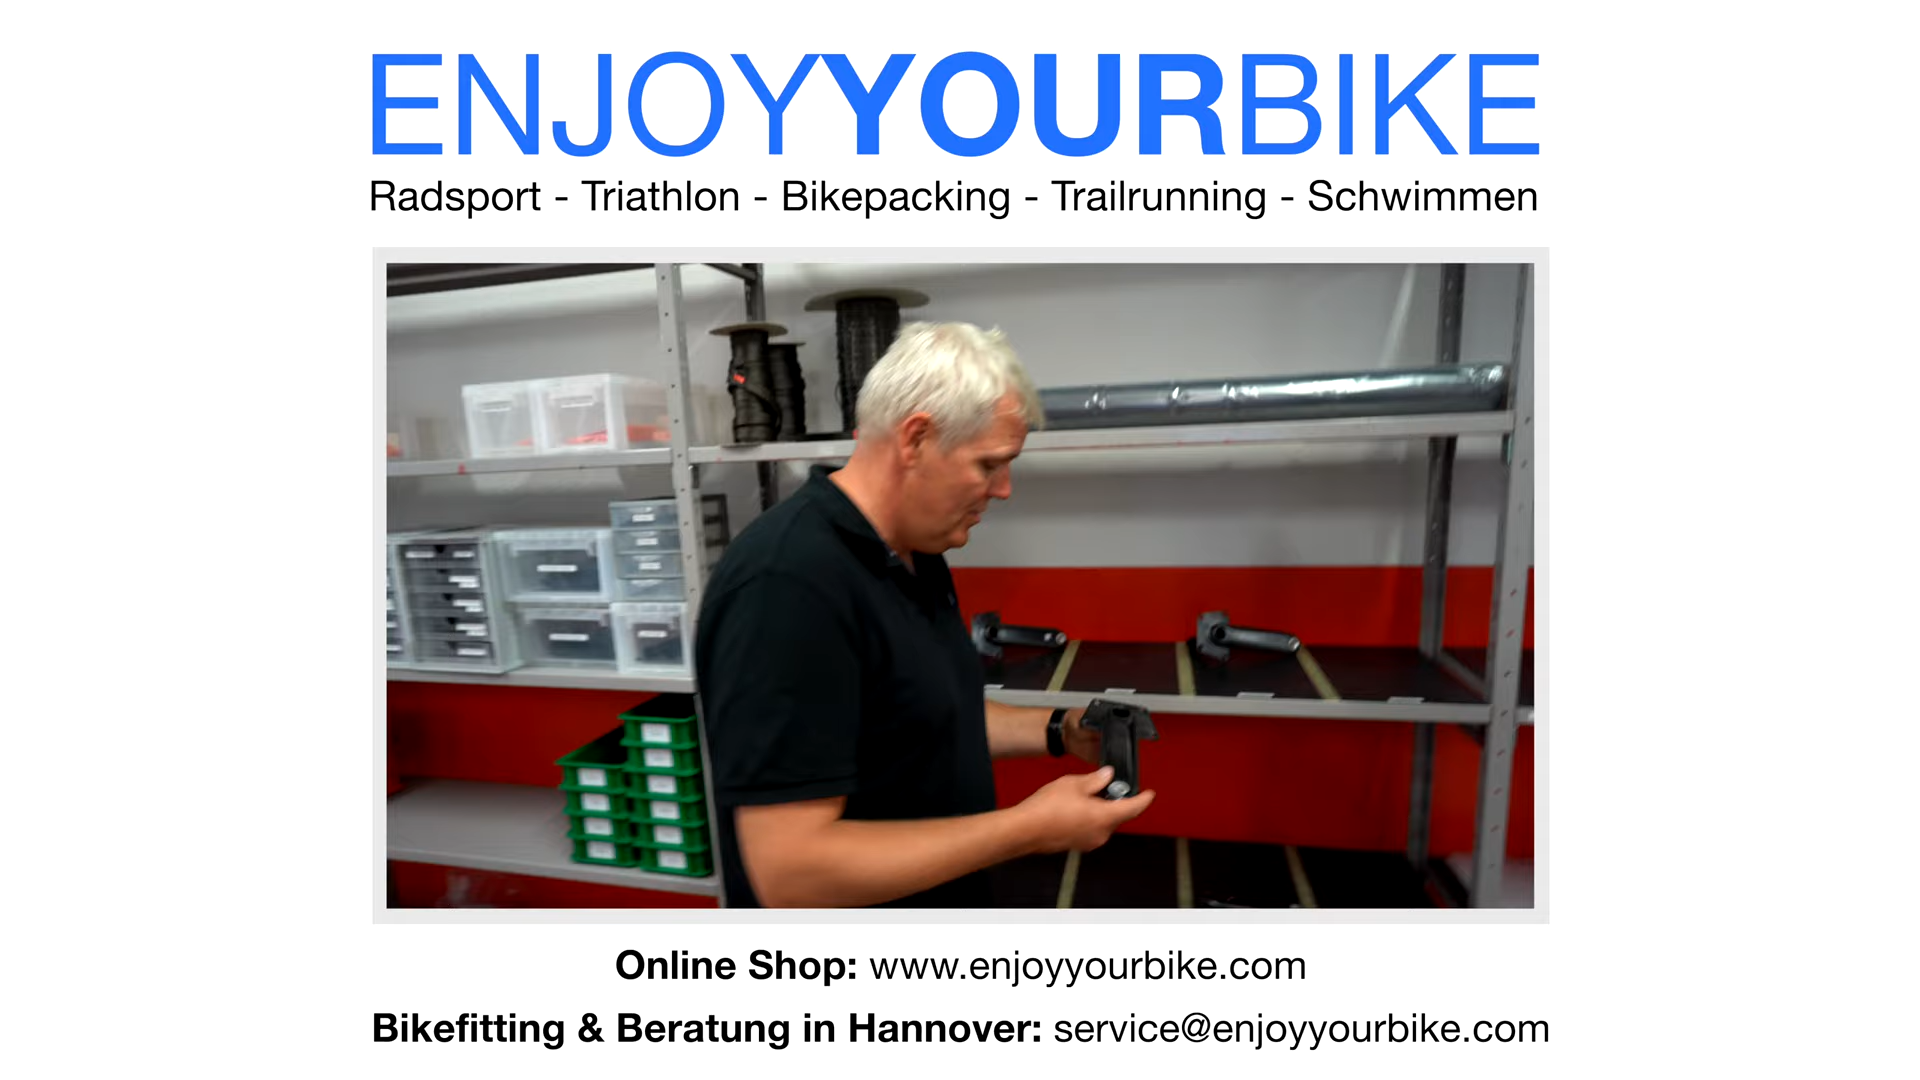 ENJOYYOURBIKE
Radsport - Triathlon - Bikepacking - Trailrunning - Schwimmen
Online Shop: www.enjoyyourbike.com
Bikefitting & Beratung in Hannover: service@enjoyyourbike.com